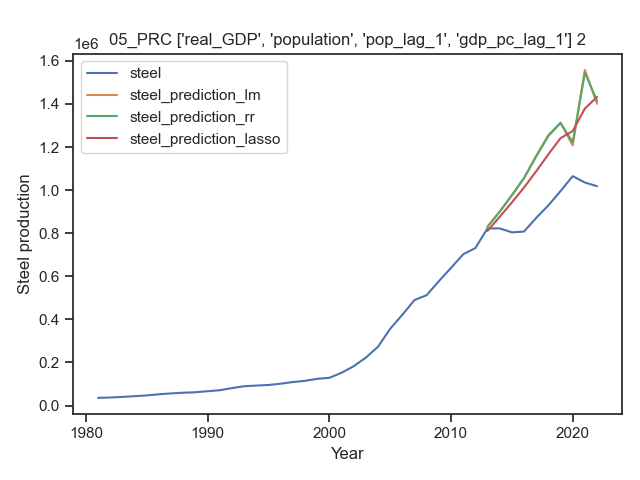 05_PRC ['real_GDP', 'population', 'pop_lag_1', 'gdp_pc_lag_1'] 2
1e6
1.6
1.4
1.2
1.0
0.8
0.6
0.4
0.2
0.0
Steel production
steel
steel_prediction_lm
steel_prediction_rr
steel_prediction_lasso
1980
1990
2000
2010
2020
Year